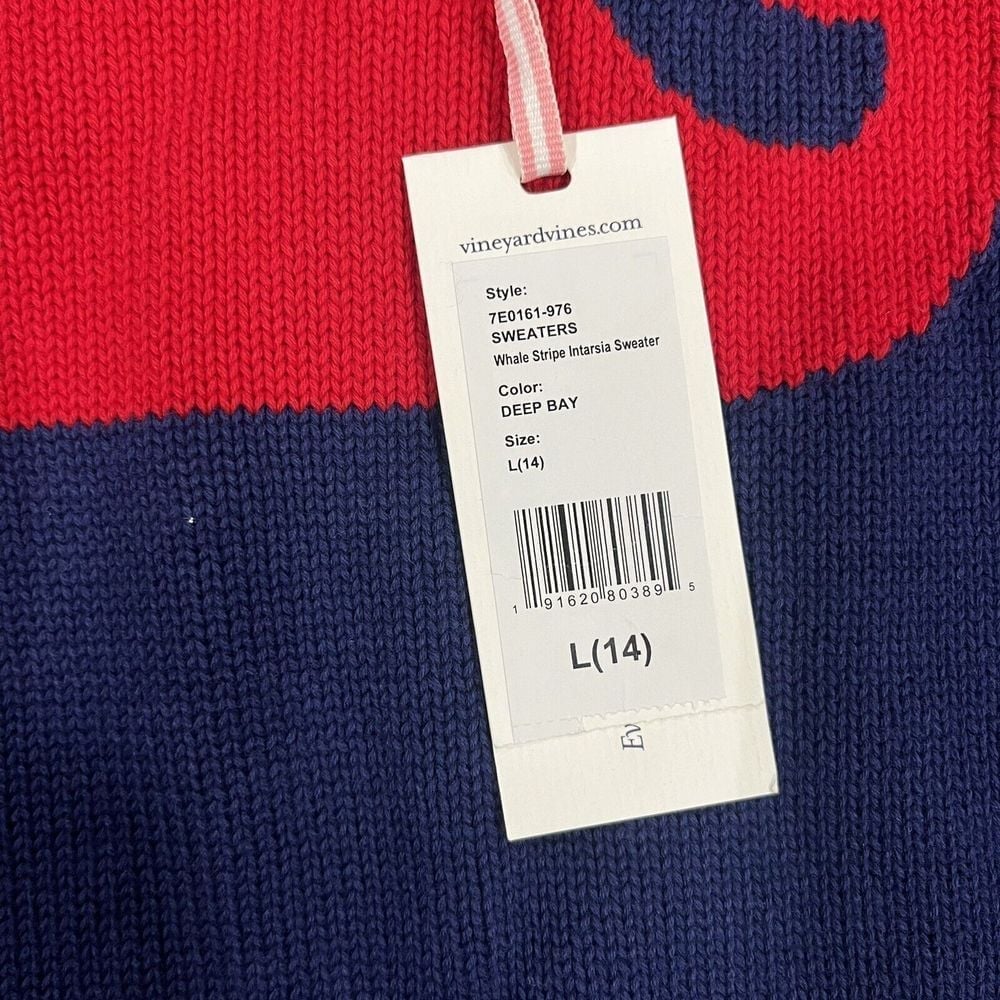 vineyardvines.com
Style:
7E0161-976
SWEATERS
Whale Stripe Intarsia Sweater
Color:
DEEP BAY
Size:
L(14)
1 91620 80389 5
L(14)
Ev